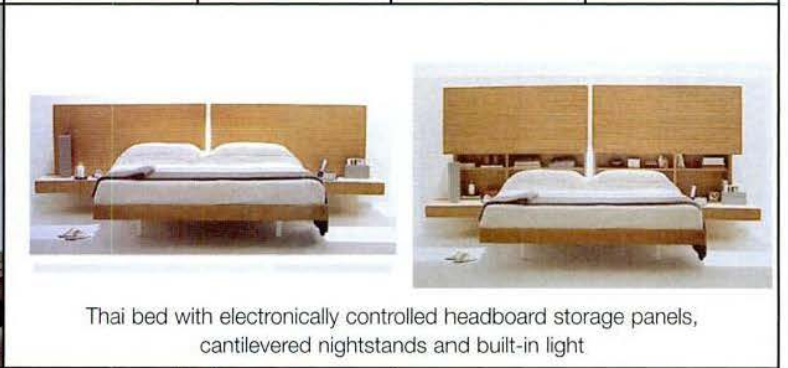 Thai bed with electronically controlled headboard storage panels,
cantilevered nightstands and built-in light